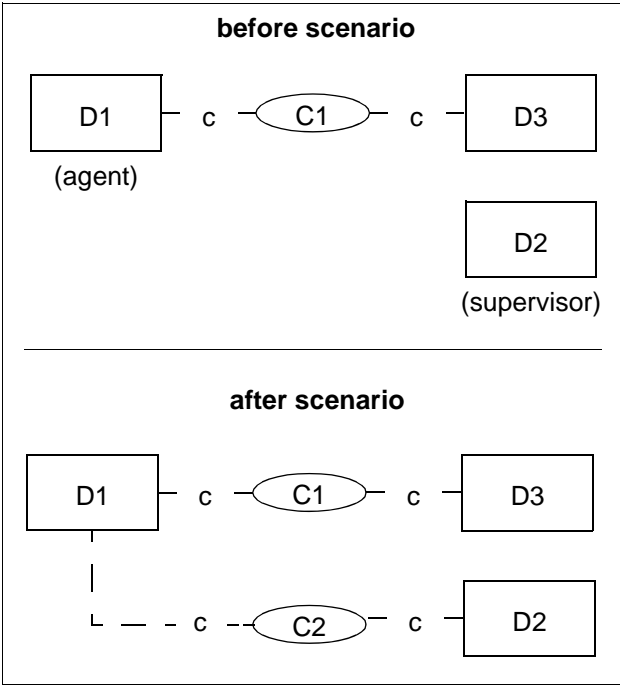 before scenario
D1 c C1 c D3
(agent)
D2
(supervisor)
after scenario
D1 c C1 c D3
c C2 c D2